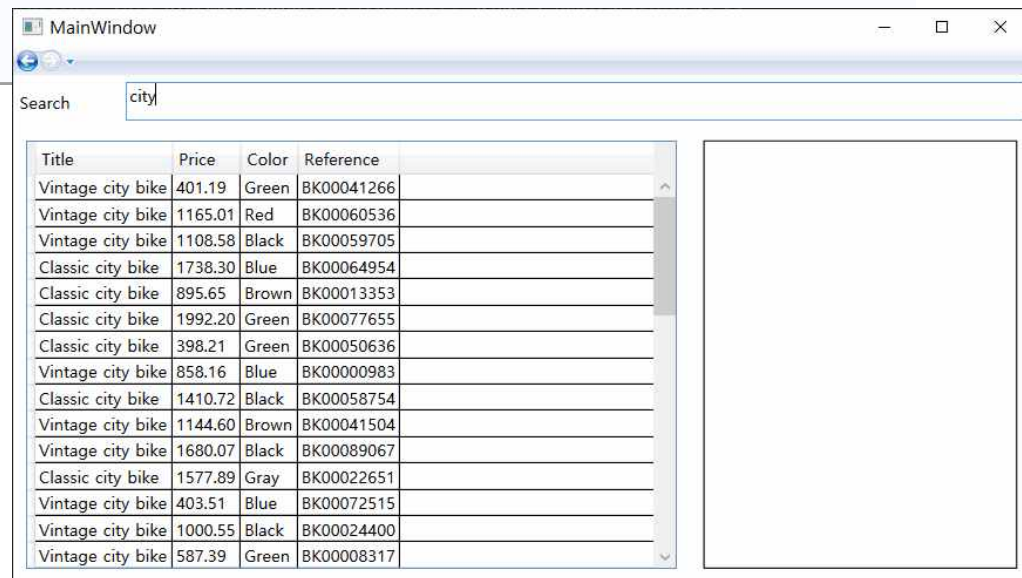 MainWindow
Search city
Title Price Color Reference
Vintage city bike 401.19 Green BK00041266
Vintage city bike 1165.01 Red BK00060536
Vintage city bike 1108.58 Black BK00059705
Classic city bike 1738.30 Blue BK00064954
Classic city bike 895.65 Brown BK00013353
Classic city bike 1992.20 Green BK00077655
Classic city bike 398.21 Green BK00050636
Vintage city bike 858.16 Blue BK00000983
Classic city bike 1410.72 Black BK00058754
Vintage city bike 1144.60 Brown BK00041504
Vintage city bike 1680.07 Black BK00089067
Classic city bike 1577.89 Gray BK00022651
Vintage city bike 403.51 Blue BK00072515
Vintage city bike 1000.55 Black BK00024400
Vintage city bike 587.39 Green BK00008317